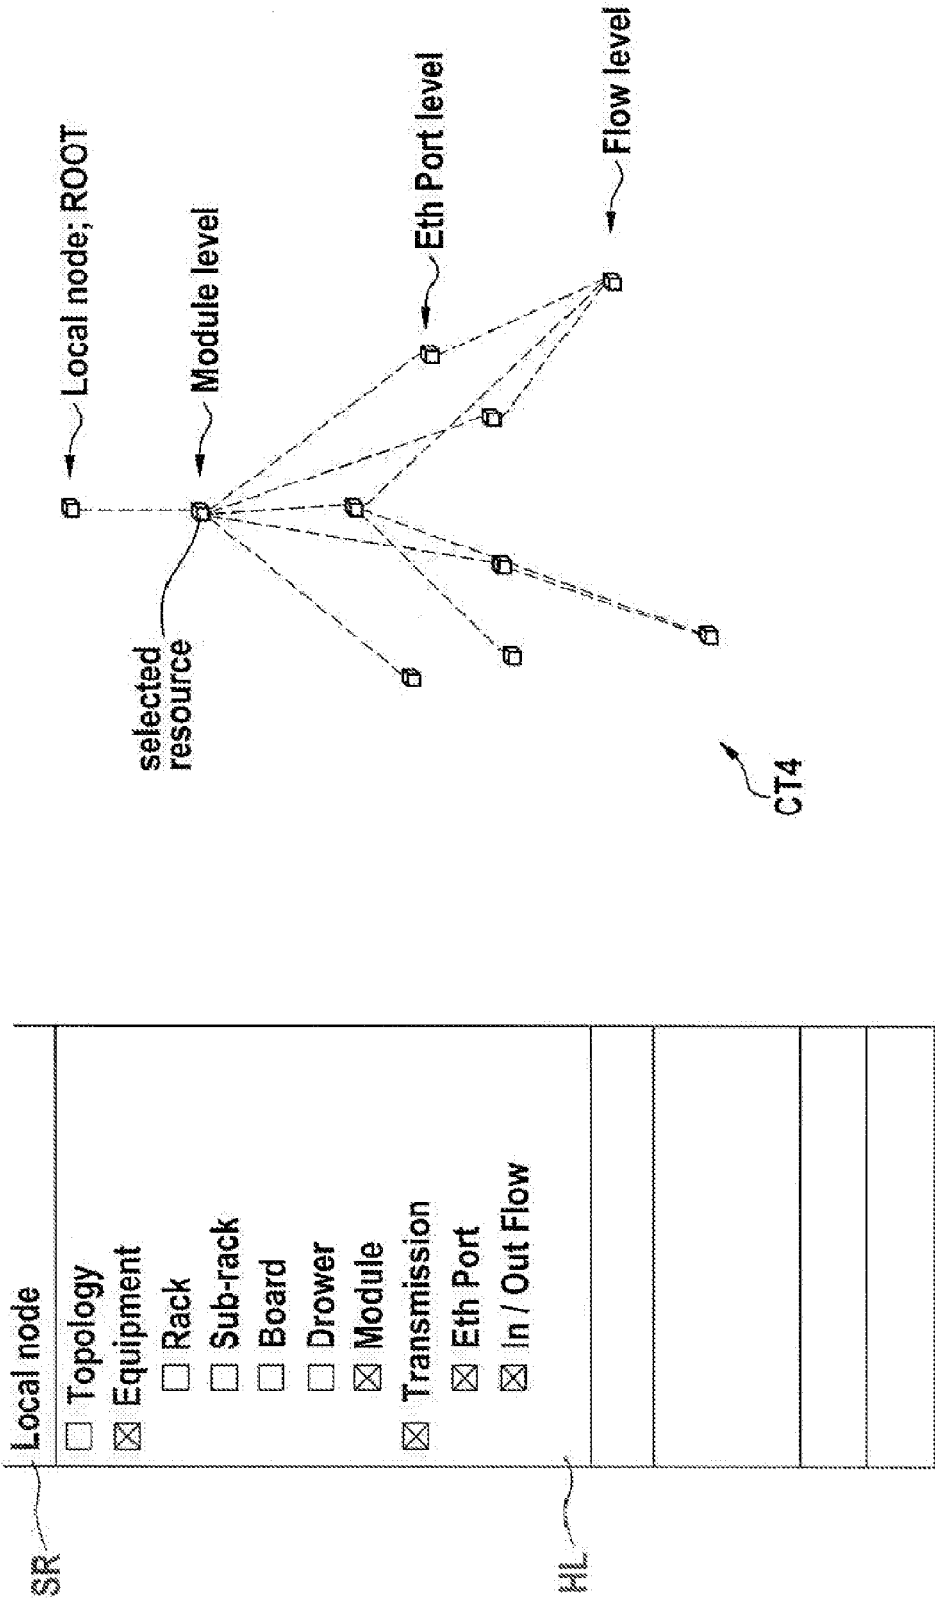 SR
Local node
Topology
Equipment
Rack
Sub-rack
Board
Drower
Module
Transmission
Eth Port
In / Out Flow
HL
Local node; ROOT
Module level
selected
resource
Eth Port level
Flow level
CT4